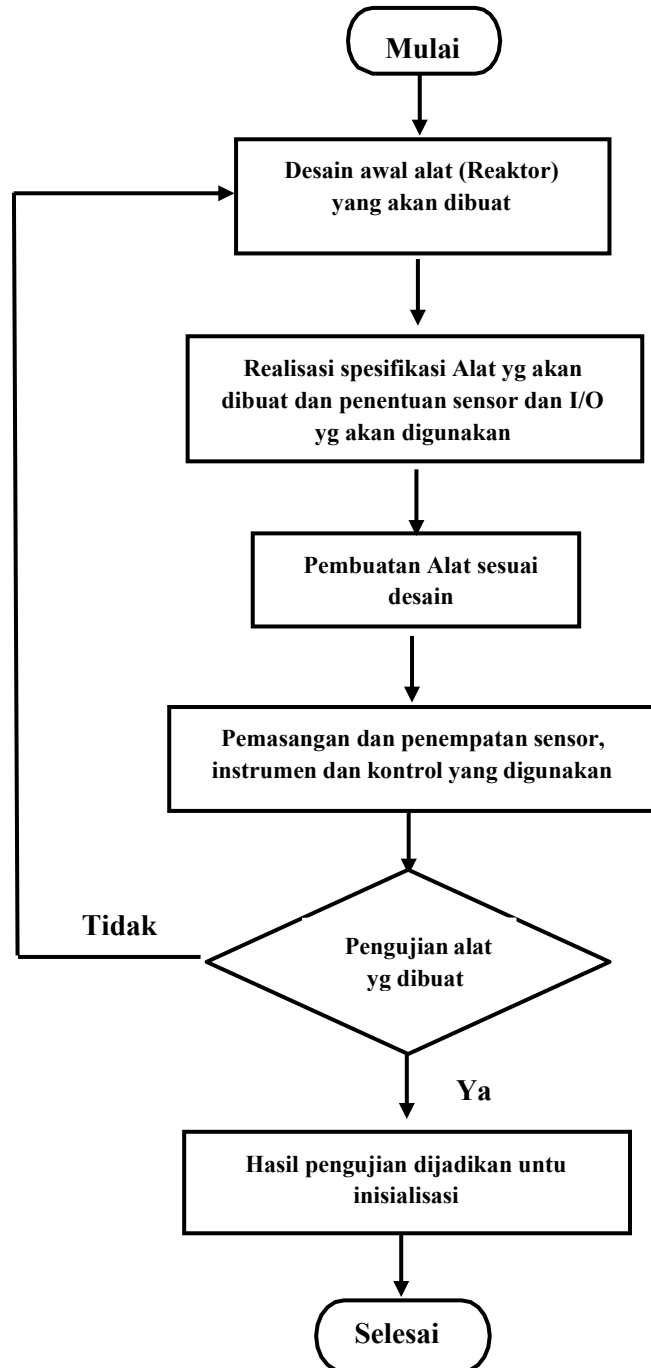 Mulai
Desain awal alat (Reaktor)
yang akan dibuat
Realisasi spesifikasi Alat yg akan
dibuat dan penentuan sensor dan I/O
yg akan digunakan
Pembuatan Alat sesuai
desain
Pemasangan dan penempatan sensor,
instrumen dan kontrol yang digunakan
Tidak
Pengujian alat
yg dibuat
Ya
Hasil pengujian dijadikan untu
inisialisasi
Selesai